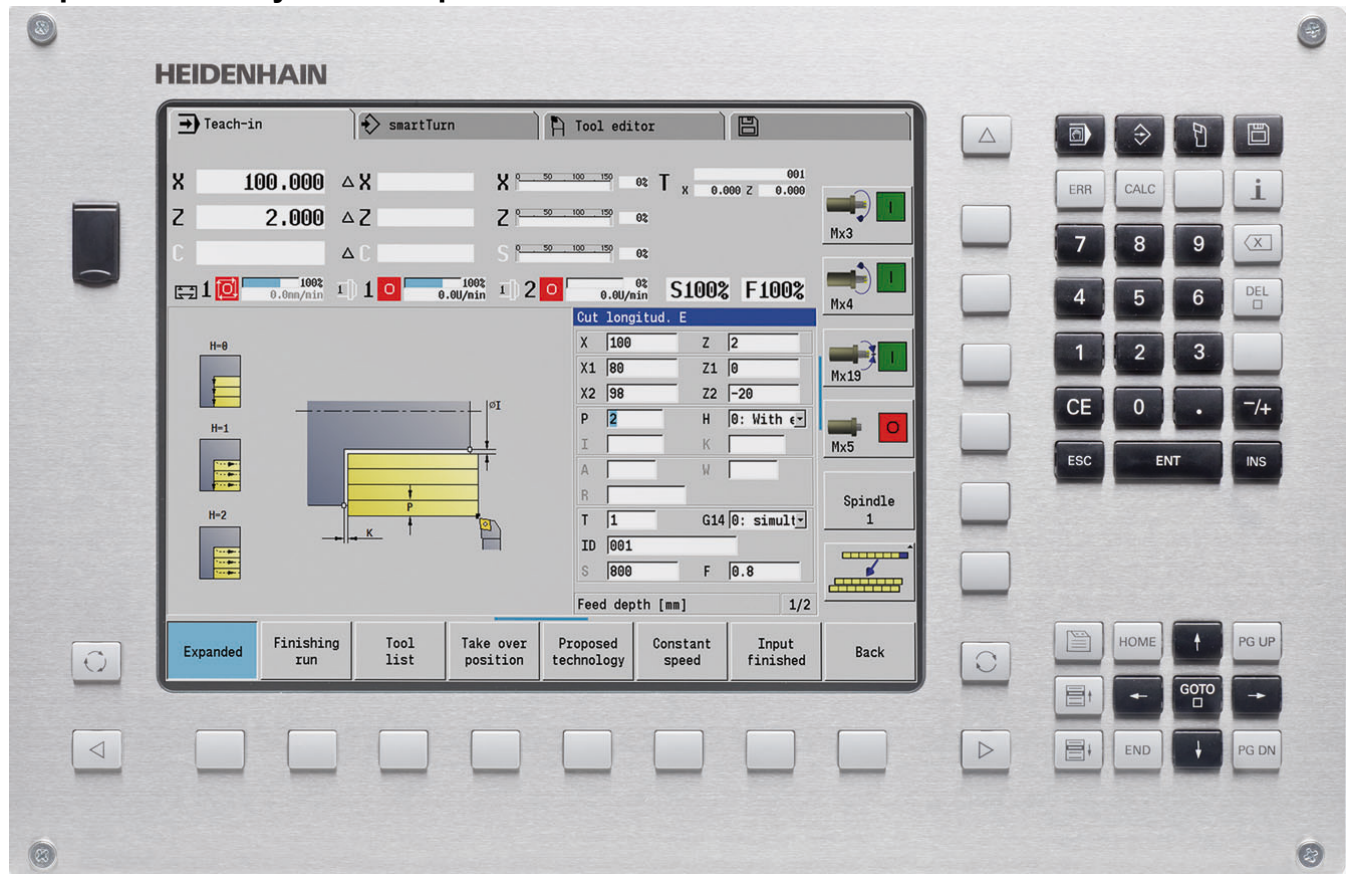 HEIDENHAIN
Teach-in
smartTurn
Tool editor
X 100.000 △X X 0 50 100 150 0% T 001
X 0.000 Z 0.000
Z 2.000 △Z Z 0 50 100 150 0%
C △C S 0 50 100 150 0%
1 100% 0.0mm/min 1 1 100% 0.0U/min 1 2 0% 0.0U/min S100% F100%
Mx3
Mx4
Mx19
Mx5
Spindle
1
H=0
H=1
H=2
øI
P
K
Cut longitud. E
X 100 Z 2
X1 80 Z1 0
X2 98 Z2 -20
P 2 H 0: With
I K
A W
R
T 1 G14 0: simult
ID 001
S 800 F 0.8
Feed depth [mm] 1/2
Expanded
Finishing
run
Tool
list
Take over
position
Proposed
technology
Constant
speed
Input
finished
Back
ERR CALC i
7 8 9 X
4 5 6 DEL
1 2 3
CE 0 . -/+
ESC ENT INS
HOME ↑ PG UP
← GOTO →
END ↓ PG DN